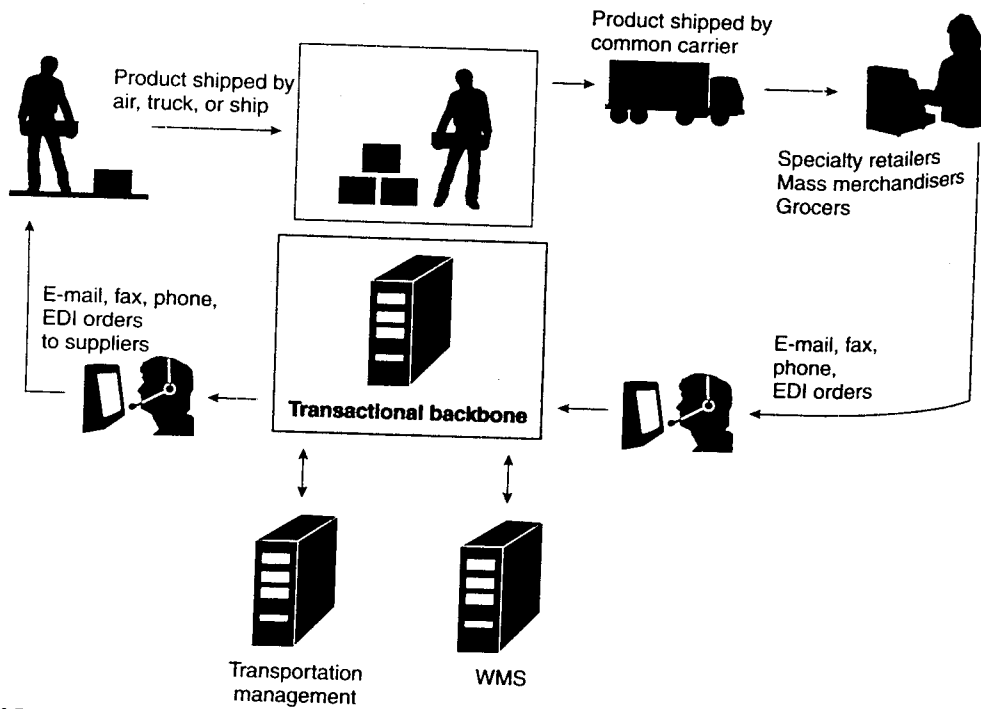 Product shipped by
air, truck, or ship
Product shipped by
common carrier
Specialty retailers
Mass merchandisers
Grocers
E-mail, fax, phone,
EDI orders
to suppliers
E-mail, fax,
phone,
EDI orders
Transactional backbone
Transportation
management
WMS